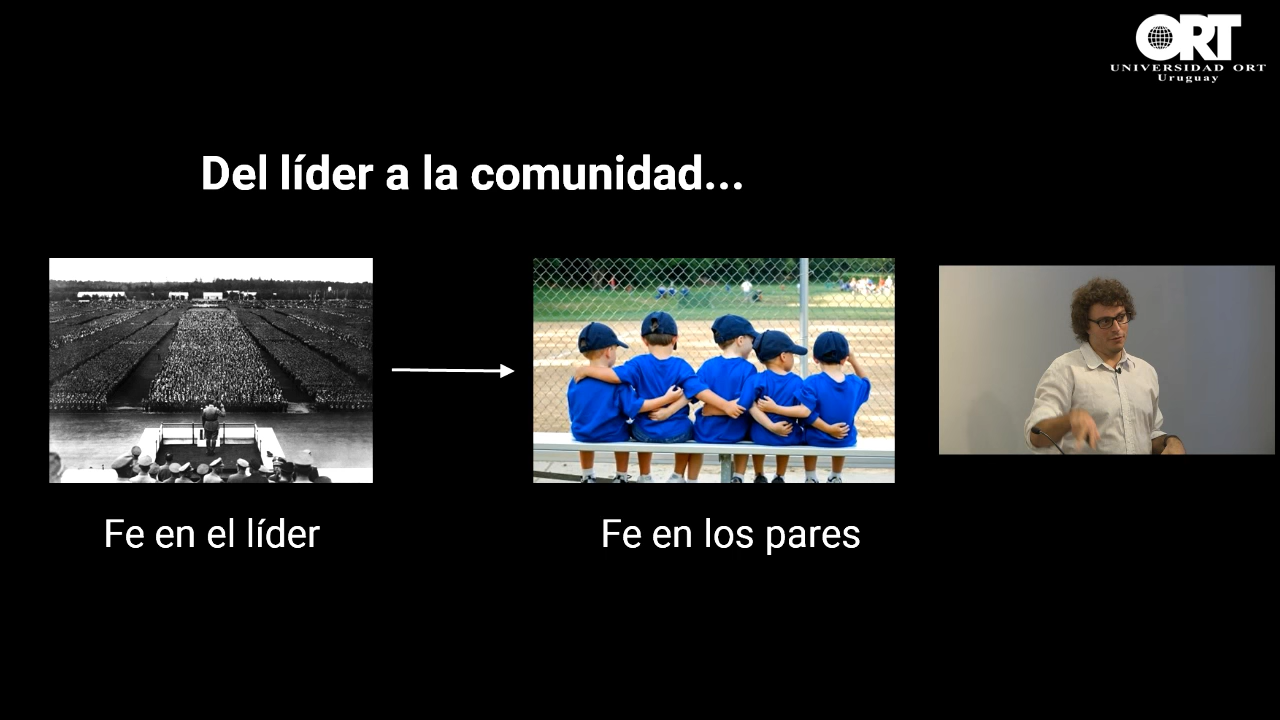 ORT
UNIVERSIDAD ORT
Uruguay
Del líder a la comunidad...
Fe en el líder
Fe en los pares